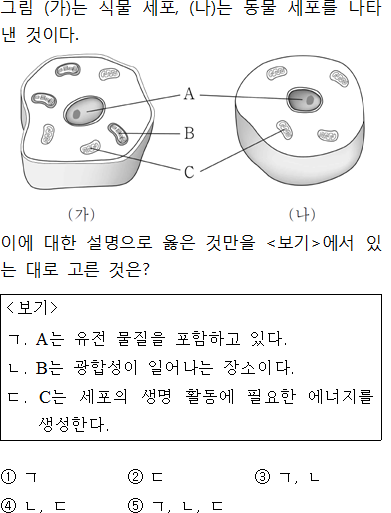 그림 (가)는 식물 세포, (나)는 동물 세포를 나타
낸 것이다.
A
B
C
(가)
(나)
이에 대한 설명으로 옳은 것만을 <보기>에서 있
는 대로 고른 것은?
<보기>
ㄱ. A는 유전 물질을 포함하고 있다.
ㄴ. B는 광합성이 일어나는 장소이다.
ㄷ. C는 세포의 생명 활동에 필요한 에너지를
생성한다.
① ㄱ ② ㄷ ③ ㄱ, ㄴ
④ ㄴ, ㄷ ⑤ ㄱ, ㄴ, ㄷ